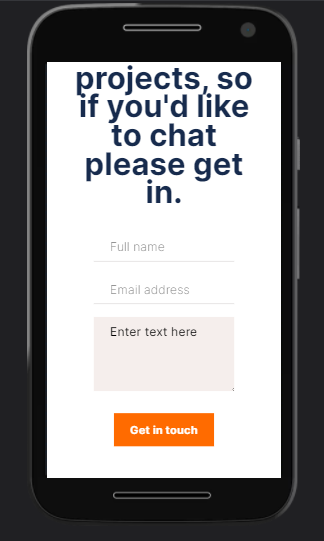 projects, so
if you'd like
to chat
please get
in.
Full name
Email address
Enter text here
Get in touch